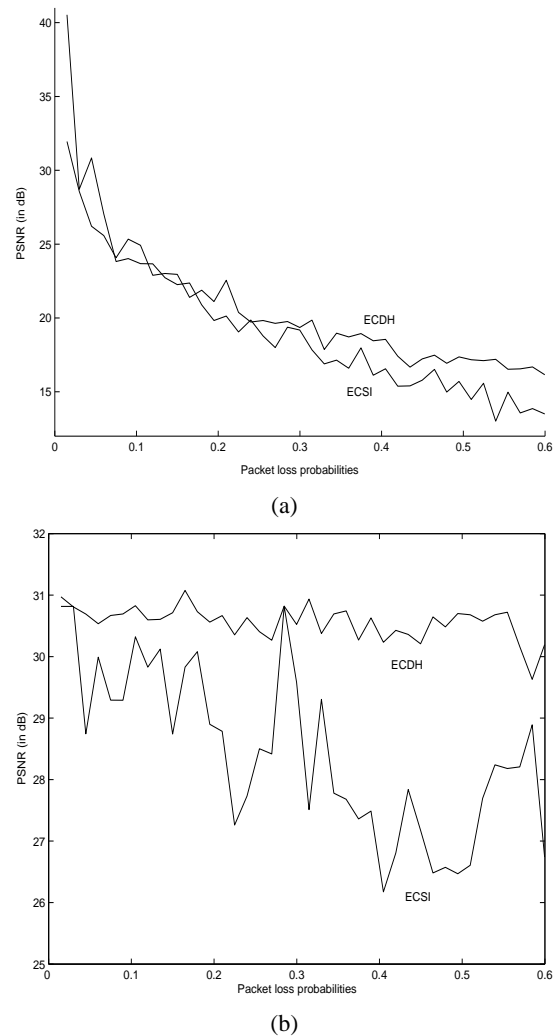 40
35
30
25
20
15
PSNR (in dB)
ECDH
ECSI
0 0.1 0.2 0.3 0.4 0.5 0.6
Packet loss probabilities
(a)
32
31
30
29
28
27
26
25
PSNR (in dB)
ECDH
ECSI
0 0.1 0.2 0.3 0.4 0.5 0.6
Packet loss probabilities
(b)